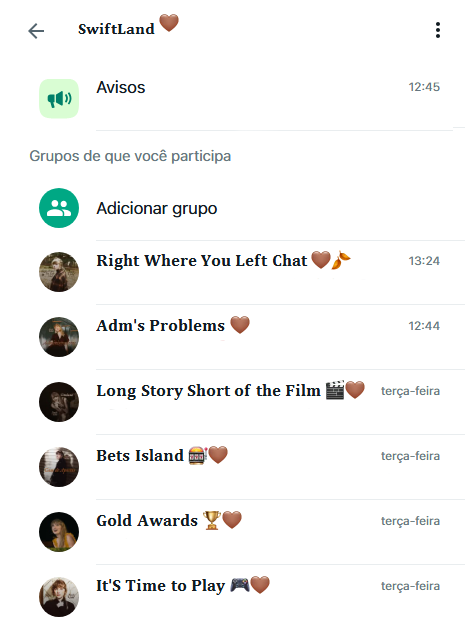 SwiftLand 🤎
Avisos 12:45
Grupos de que você participa
Adicionar grupo
Right Where You Left Chat 🤎🍂 13:24
Adm's Problems 🤎 12:44
Long Story Short of the Film 🎬🤎 terça-feira
Bets Island 🎰🤎 terça-feira
Gold Awards 🏆🤎 terça-feira
It'S Time to Play 🎮🤎 terça-feira